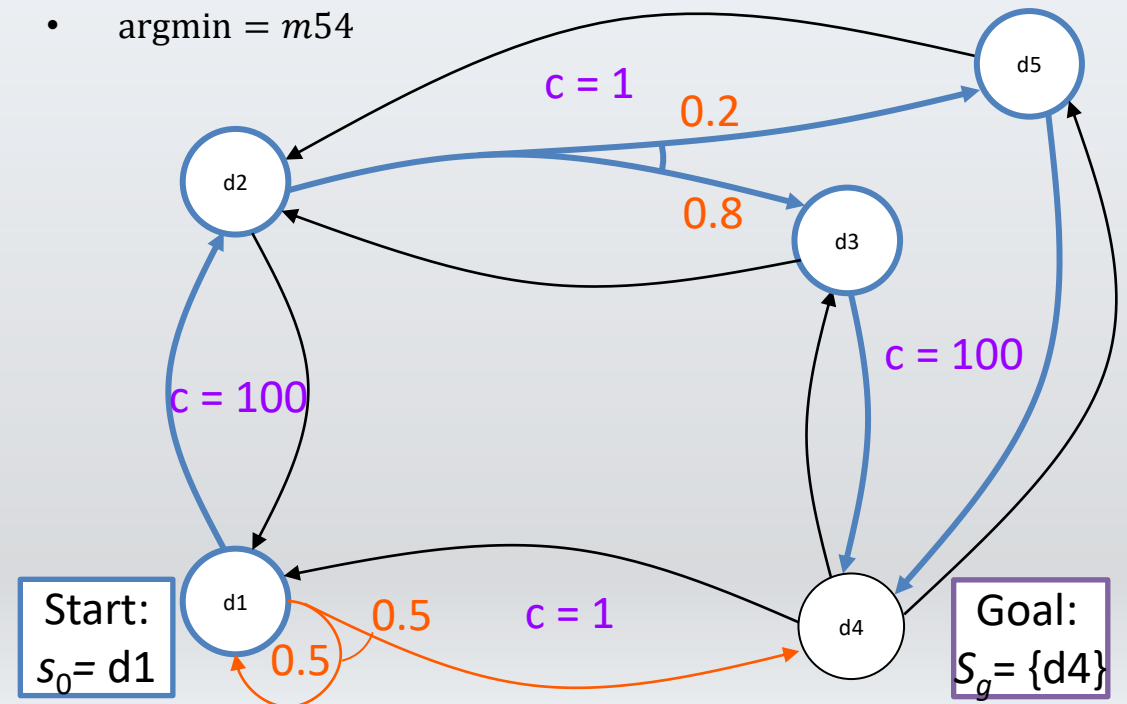 • argmin = m54
d5
c = 1
0.2
d2
0.8
d3
c = 100
c = 100
Start:
s₀= d1
d1
0.5
0.5
c = 1
d4
Goal:
S_g= {d4}